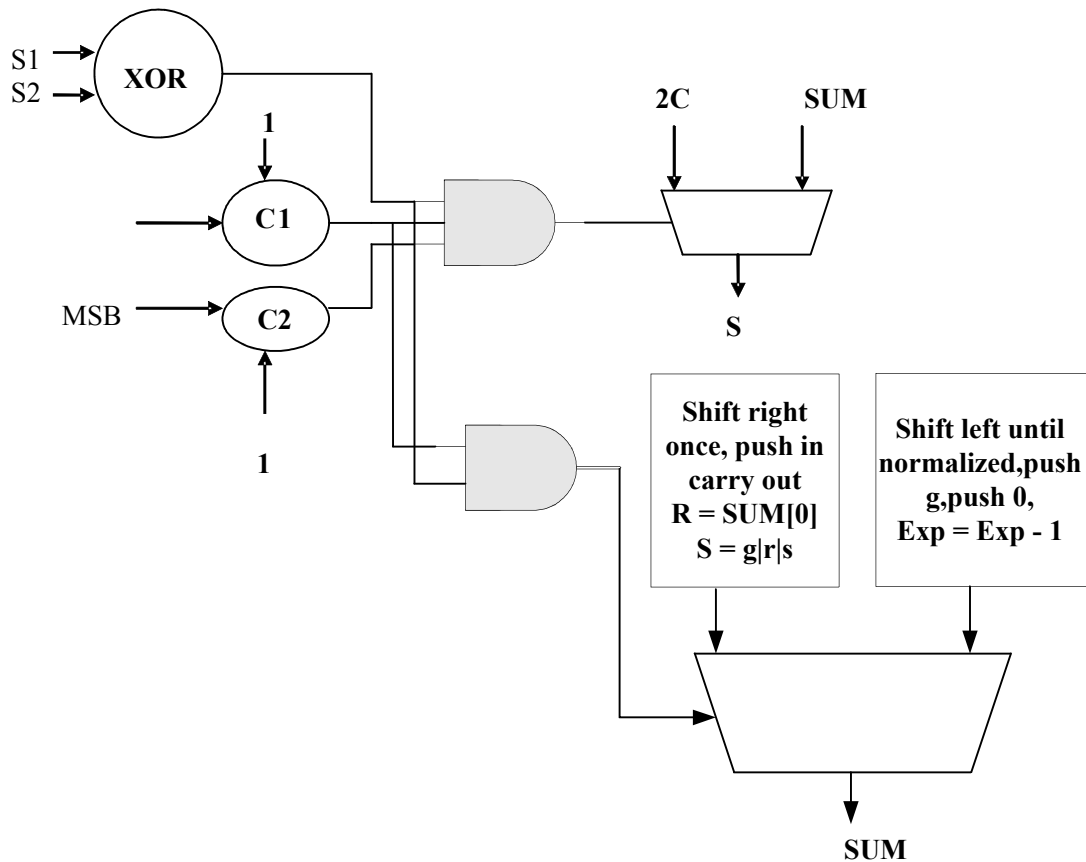 S1
S2
XOR
1
C1
MSB
C2
1
2C
SUM
S
Shift right
once, push in
carry out
R = SUM[0]
S = g|r|s
Shift left until
normalized,push
g,push 0,
Exp = Exp - 1
SUM